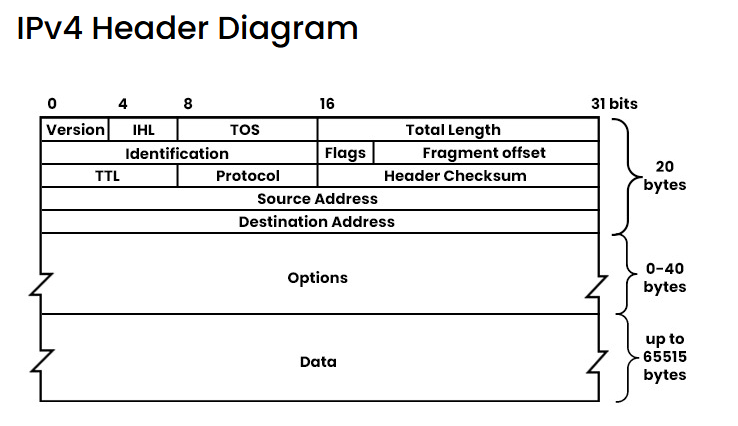 IPv4 Header Diagram
0 4 8 16 31 bits
Version IHL TOS Total Length
Identification Flags Fragment offset
TTL Protocol Header Checksum
Source Address
Destination Address
20
bytes
Options
0-40
bytes
Data
up to
65515
bytes